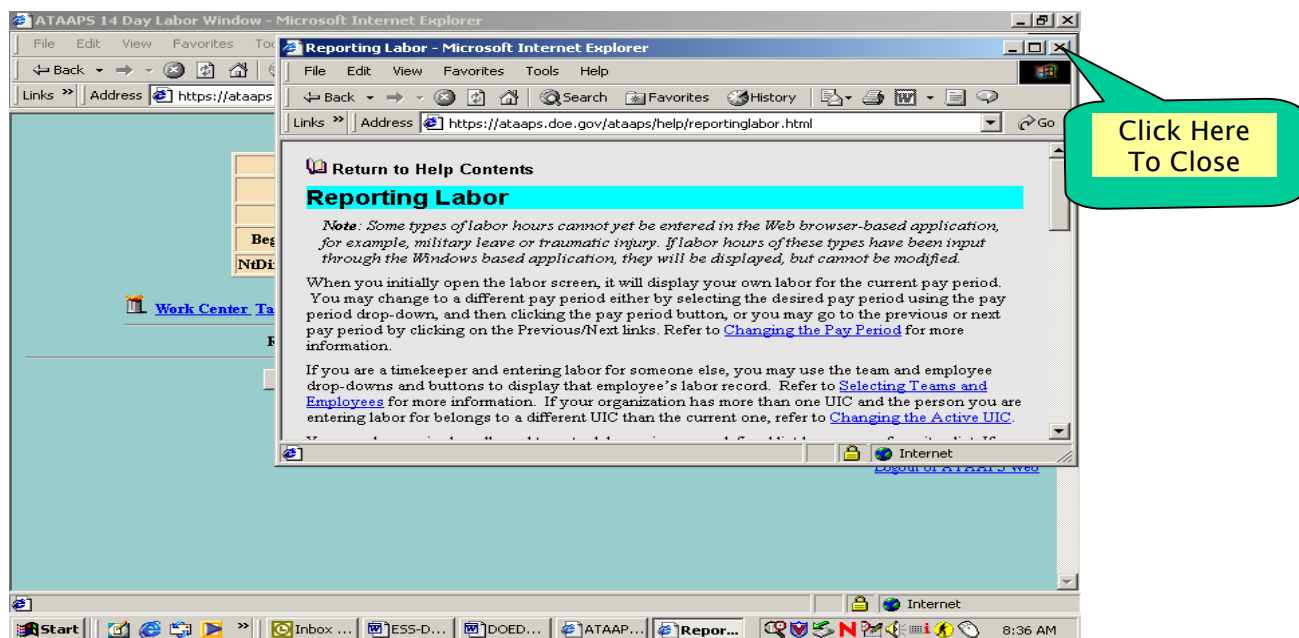 ATAAPS 14 Day Labor Window - Microsoft Internet Explorer
File Edit View Favorites
Back
Links » Address https://ataaps
Reporting Labor - Microsoft Internet Explorer
File Edit View Favorites Tools Help
Back Search Favorites History
Links » Address https://ataaps.doe.gov/ataaps/help/reportinglabor.html Go
Click Here
To Close
Return to Help Contents
Reporting Labor
Note: Some types of labor hours cannot yet be entered in the Web browser-based application,
for example, military leave or traumatic injury. If labor hours of these types have been input
through the Windows based application, they will be displayed, but cannot be modified.
When you initially open the labor screen, it will display your own labor for the current pay period.
You may change to a different pay period either by selecting the desired pay period using the pay
period drop-down, and then clicking the pay period button, or you may go to the previous or next
pay period by clicking on the Previous/Next links. Refer to Changing the Pay Period for more
information.
If you are a timekeeper and entering labor for someone else, you may use the team and employee
drop-downs and buttons to display that employee's labor record. Refer to Selecting Teams and
Employees for more information. If your organization has more than one UIC and the person you are
entering labor for belongs to a different UIC than the current one, refer to Changing the Active UIC.
Internet
Beg
NtDi
Work Center Ta
Logout of ATAAPS Web
Internet
Start » Inbox ... ESS-D... DOED... ATAAP... Repor... 8:36 AM